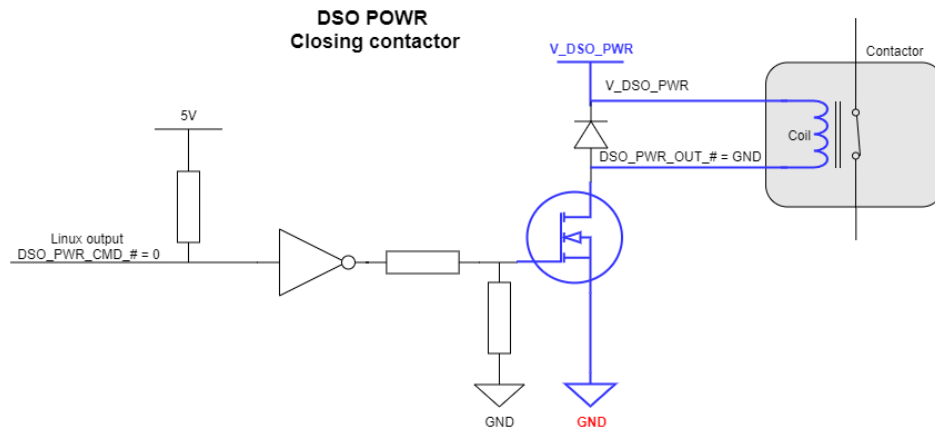 DSO POWR
Closing contactor
V_DSO_PWR
Contactor
V_DSO_PWR
5V
Coil
DSO_PWR_OUT_# = GND
Linux output
DSO_PWR_CMD_# = 0
GND
GND